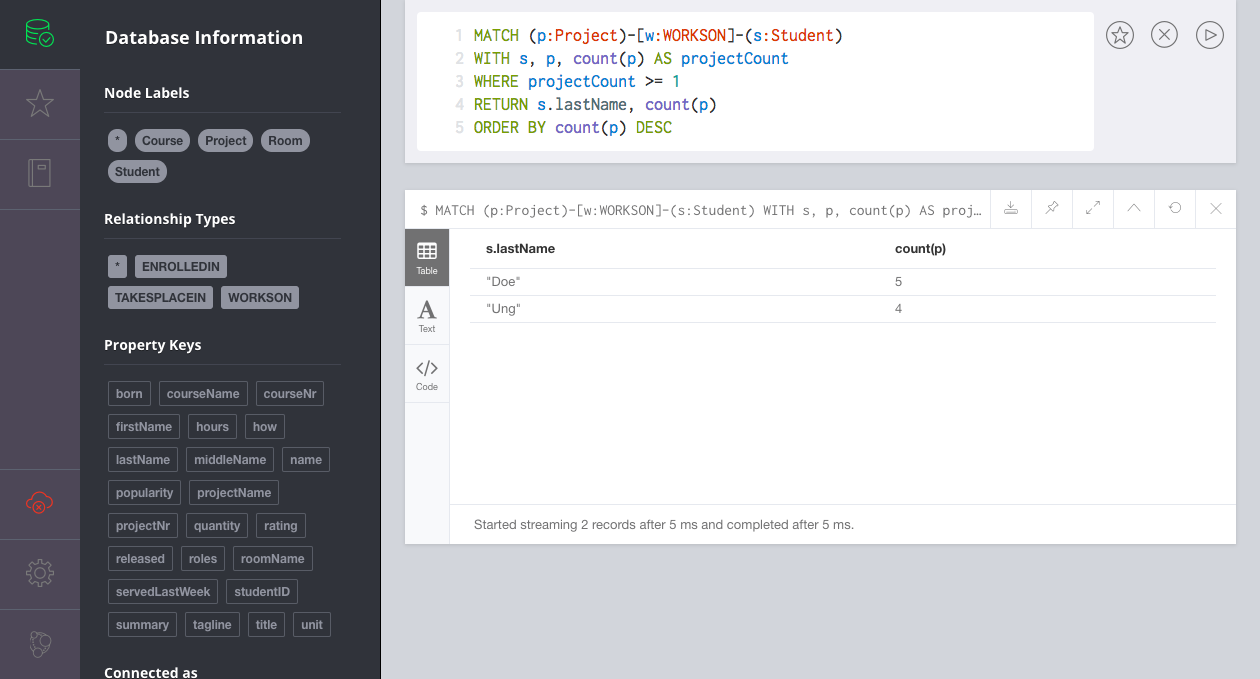 Database Information
Node Labels
* Course Project Room
Student
Relationship Types
* ENROLLEDIN
TAKESPLACEIN WORKSON
Property Keys
born courseName courseNr
firstName hours how
lastName middleName name
popularity projectName
projectNr quantity rating
released roles roomName
servedLastWeek studentID
summary tagline title unit
Connected as
1 MATCH (p:Project)-[w:WORKSON]-(s:Student)
2 WITH s, p, count(p) AS projectCount
3 WHERE projectCount >= 1
4 RETURN s.lastName, count(p)
5 ORDER BY count(p) DESC
$ MATCH (p:Project)-[w:WORKSON]-(s:Student) WITH s, p, count(p) AS proj…
Table
Text
Code
s.lastName count(p)
"Doe" 5
"Ung" 4
Started streaming 2 records after 5 ms and completed after 5 ms.